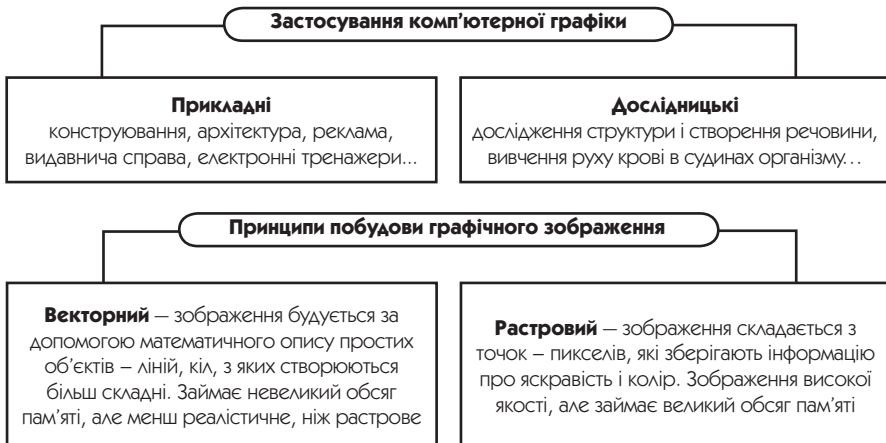 Застосування комп’ютерної графіки
Прикладні
конструювання, архітектура, реклама,
видавнича справа, електронні тренажери...
Дослідницькі
дослідження структури і створення речовини,
вивчення руху крові в судинах організму...
Принципи побудови графічного зображення
Векторний — зображення будується за
допомогою математичного опису простих
об’єктів – ліній, кіл, з яких створюються
більш складні. Займає невеликий обсяг
пам’яті, але менш реалістичне, ніж растрове
Растровий — зображення складається з
точок – пикселів, які зберігають інформацію
про яскравість і колір. Зображення високої
якості, але займає великий обсяг пам’яті